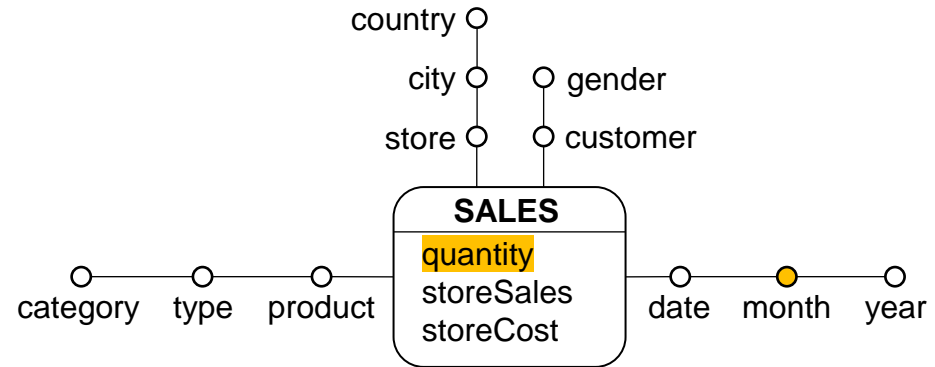 country
city
gender
store
customer
SALES
quantity
storeSales
storeCost
category
type
product
date
month
year